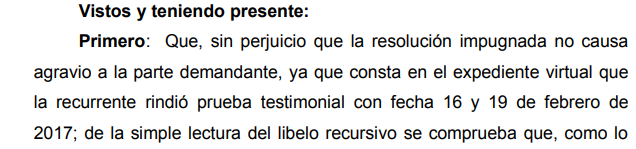 Vistos y teniendo presente:
Primero: Que, sin perjuicio que la resolución impugnada no causa
agravio a la parte demandante, ya que consta en el expediente virtual que
la recurrente rindió prueba testimonial con fecha 16 y 19 de febrero de
2017; de la simple lectura del libelo recursivo se comprueba que, como lo